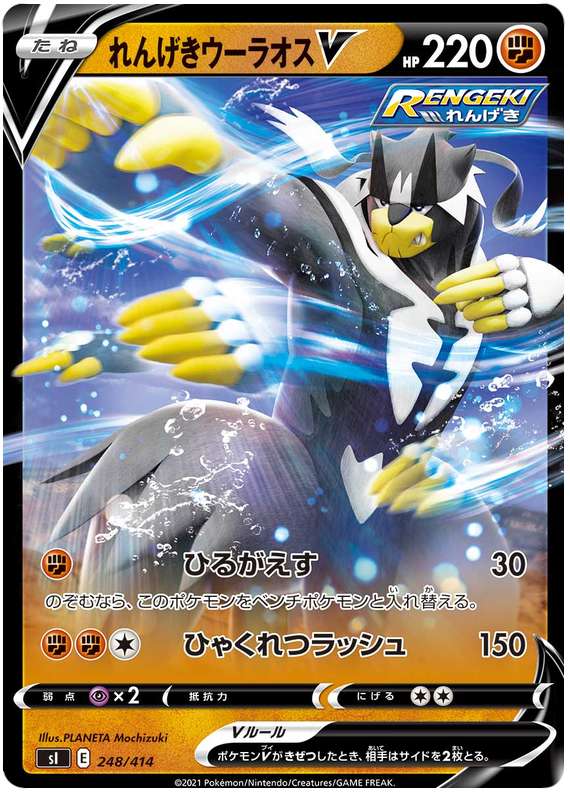 たね れんげきウーラオスV HP 220
RENGEKI
れんげき
ひるがえす 30
のぞむなら、このポケモンをベンチポケモンと入れ替える。
ひゃくれつラッシュ 150
弱点 ×2 抵抗力 にげる
Illus.PLANETA Mochizuki
Vルール
ポケモンVがきぜつしたとき、相手はサイドを2枚とる。
sI E 248/414
©2021 Pokémon/Nintendo/Creatures/GAME FREAK.